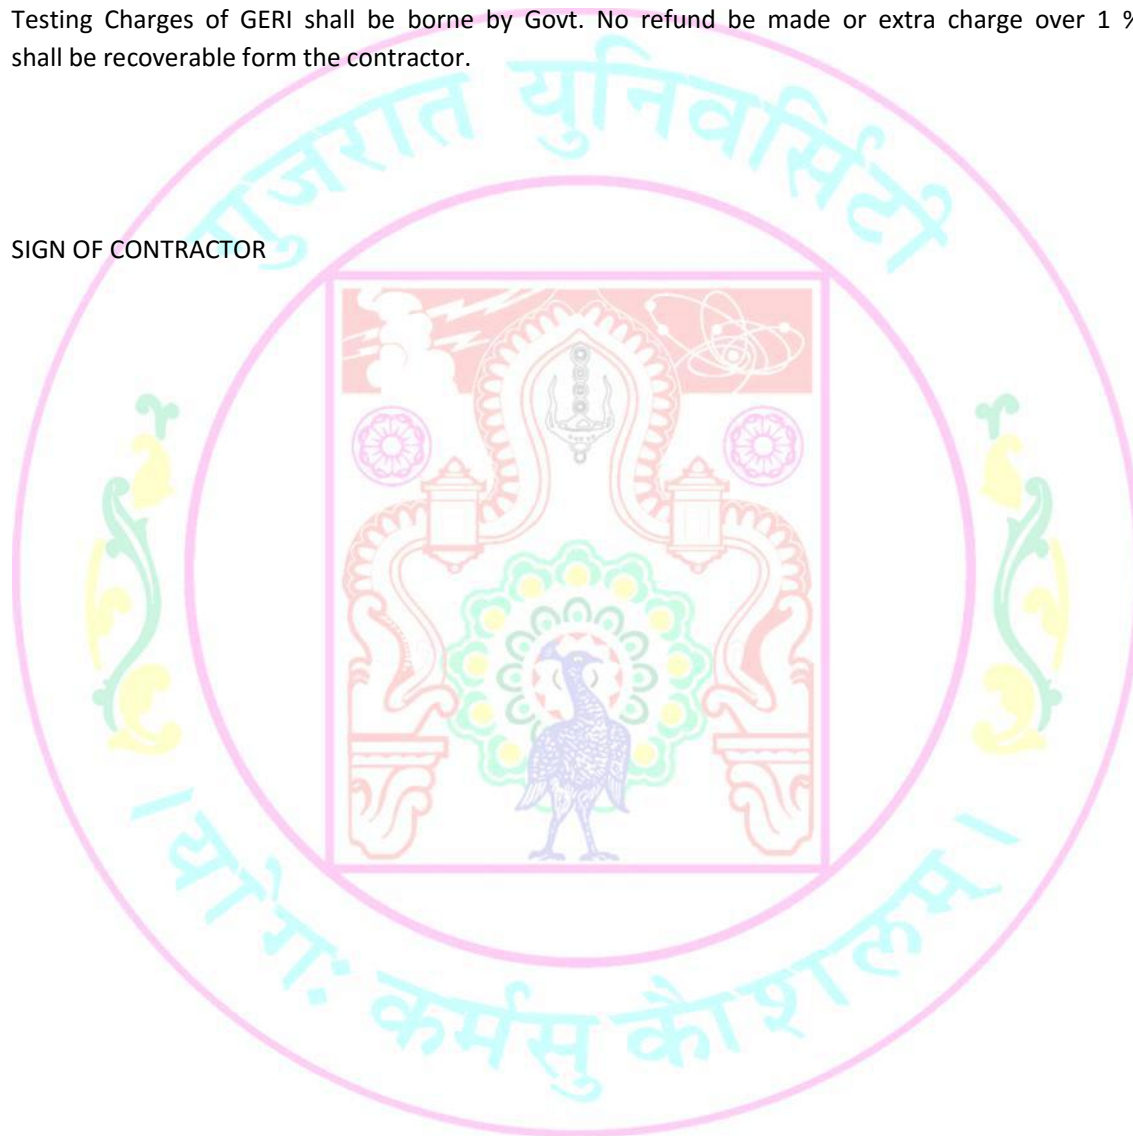 Testing Charges of GERI shall be borne by Govt. No refund be made or extra charge over 1 %
shall be recoverable form the contractor.
गुजरात युनिवर्सिटी
SIGN OF CONTRACTOR
। योगः कर्मसु कौशलम् ।